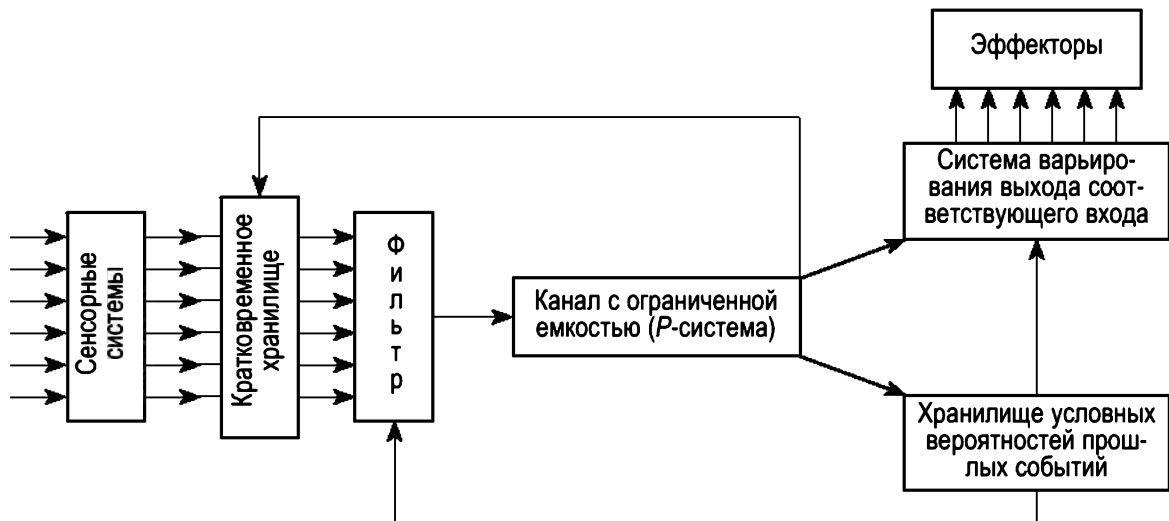 Сенсорные
системы
Кратковременное
хранилище
Фильтр
Канал с ограниченной
емкостью (P-система)
Эффекторы
Система варьиро-
вания выхода соот-
ветствующего входа
Хранилище условных
вероятностей прош-
лых событий